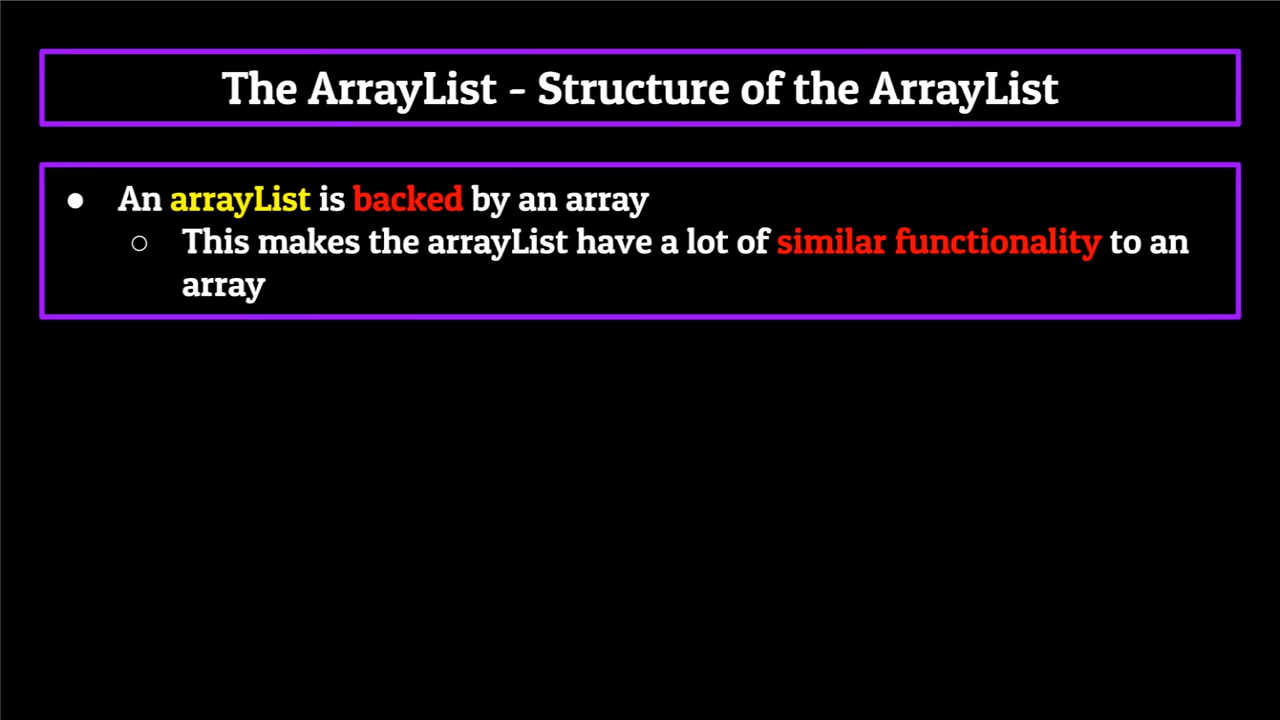 The ArrayList - Structure of the ArrayList
● An arrayList is backed by an array
○ This makes the arrayList have a lot of similar functionality to an
array